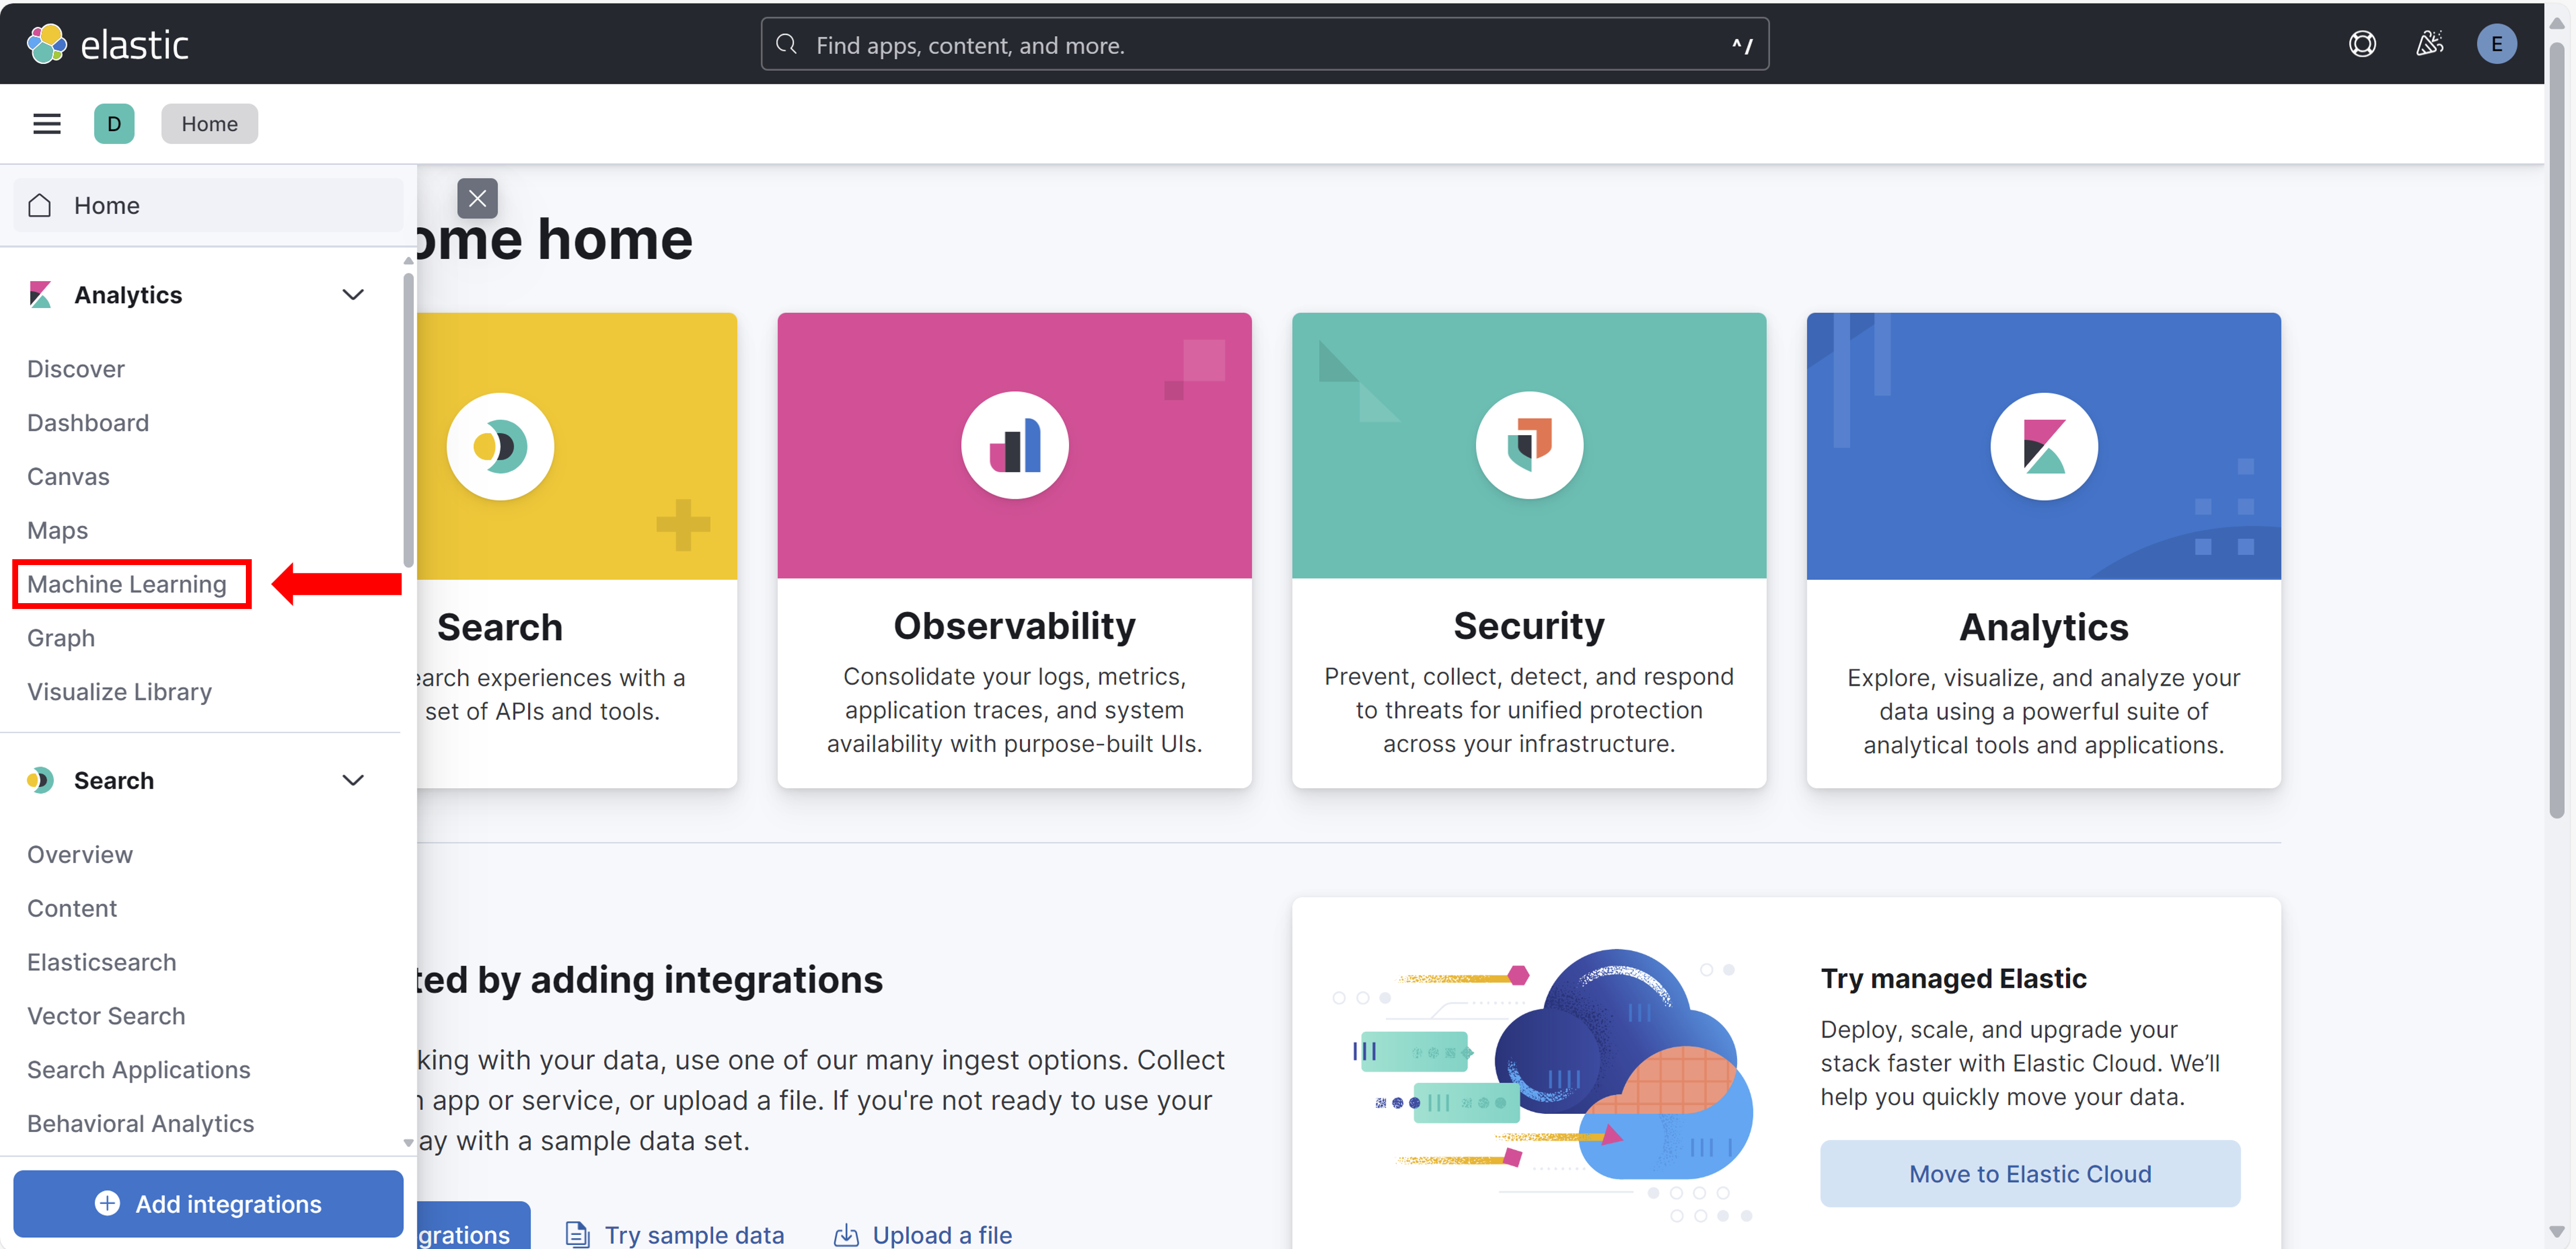 elastic
Find apps, content, and more.
^/
E
D
Home
Home
Analytics
Discover
Dashboard
Canvas
Maps
Machine Learning
Graph
Visualize Library
Search
Overview
Content
Elasticsearch
Vector Search
Search Applications
Behavioral Analytics
Add integrations
ome home
Search
earch experiences with a
set of APIs and tools.
Observability
Consolidate your logs, metrics,
application traces, and system
availability with purpose-built UIs.
Security
Prevent, collect, detect, and respond
to threats for unified protection
across your infrastructure.
Analytics
Explore, visualize, and analyze your
data using a powerful suite of
analytical tools and applications.
ted by adding integrations
king with your data, use one of our many ingest options. Collect
app or service, or upload a file. If you're not ready to use your
ay with a sample data set.
grations
Try sample data
Upload a file
Try managed Elastic
Deploy, scale, and upgrade your
stack faster with Elastic Cloud. We’ll
help you quickly move your data.
Move to Elastic Cloud